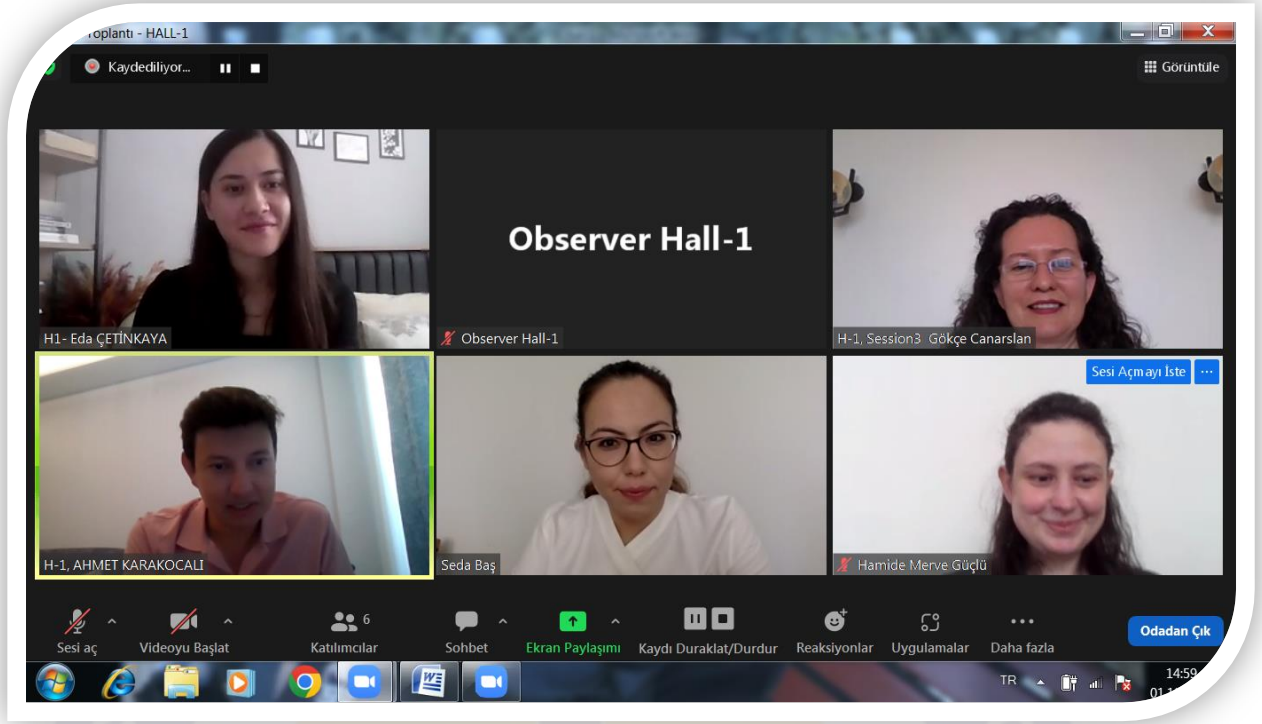 Toplantı - HALL-1
Kaydediliyor...
Görüntüle
Observer Hall-1
H1- Eda ÇETİNKAYA
Observer Hall-1
H-1, Session3 Gökçe Canarslan
Sesi Açmayı İste
H-1, AHMET KARAKOCALI
Seda Baş
Hamide Merve Güçlü
6
Sesi aç
Videoyu Başlat
Katılımcılar
Sohbet
Ekran Paylaşımı
Kaydı Duraklat/Durdur
Reaksiyonlar
Uygulamalar
Daha fazla
Odadan Çık
TR
14:59